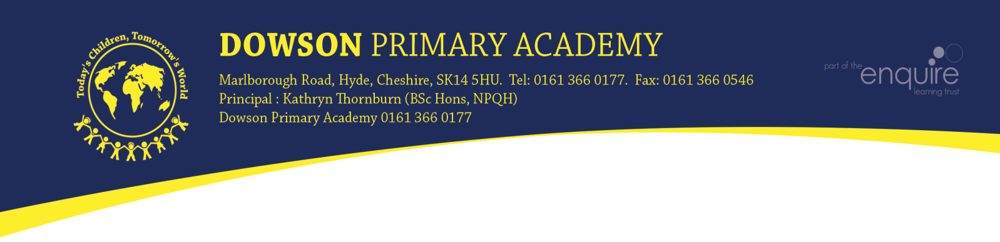 Today's Children, Tomorrow's World
DOWSON PRIMARY ACADEMY
Marlborough Road, Hyde, Cheshire, SK14 5HU. Tel: 0161 366 0177. Fax: 0161 366 0546
Principal : Kathryn Thornburn (BSc Hons, NPQH)
Dowson Primary Academy 0161 366 0177
part of the
enquire
learning trust